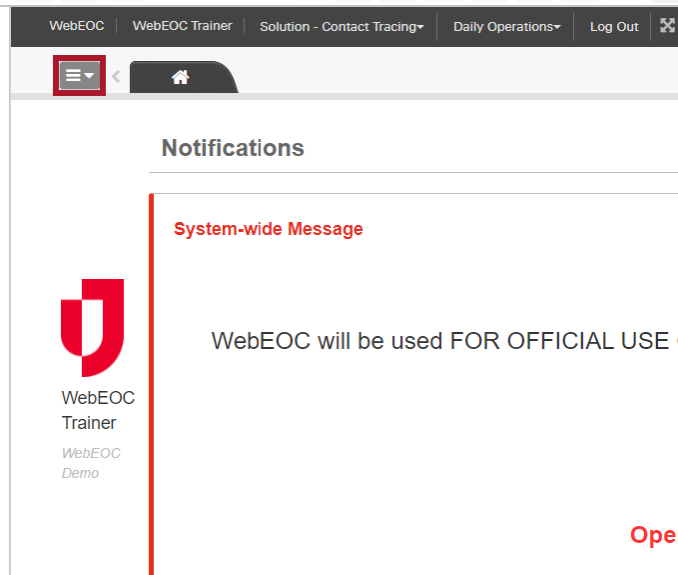 WebEOC WebEOC Trainer Solution - Contact Tracing Daily Operations Log Out
Notifications
System-wide Message
WebEOC will be used FOR OFFICIAL USE
WebEOC
Trainer
WebEOC
Demo
Ope